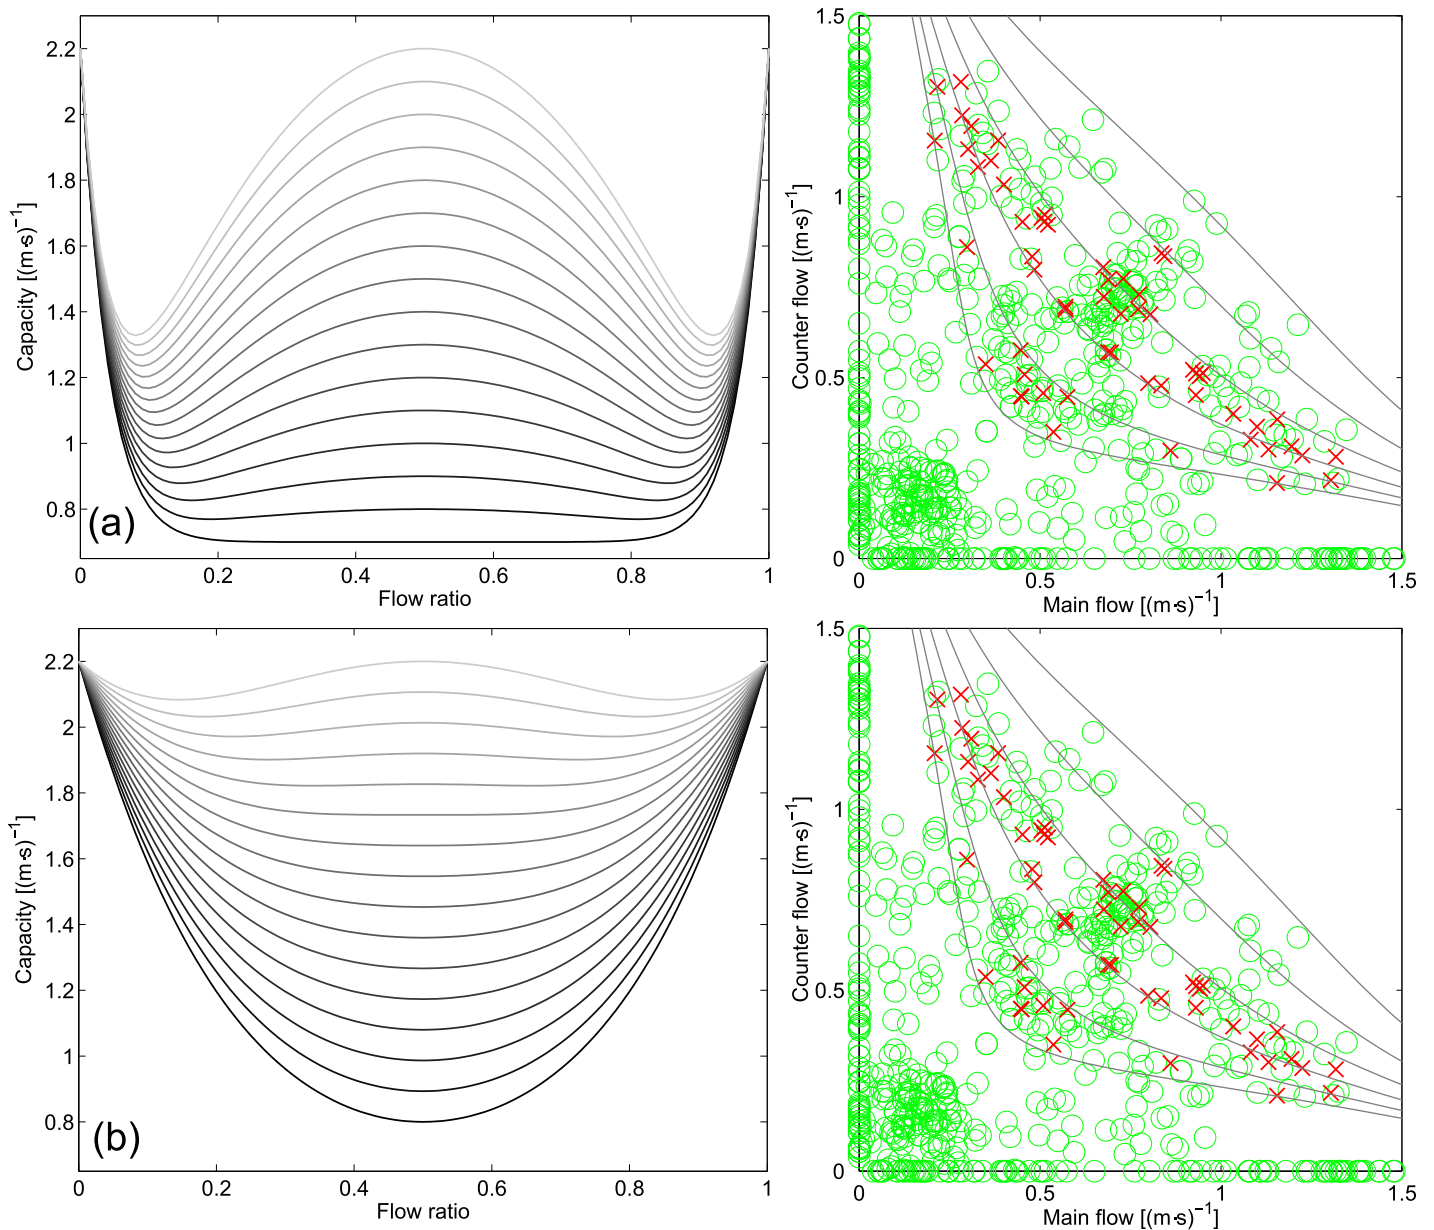 2.2
2
1.8
1.6
1.4
1.2
1
0.8
Capacity [(m·s)⁻¹]
(a)
0 0.2 0.4 0.6 0.8 1
Flow ratio
1.5
1
0.5
0
Counter flow [(m·s)⁻¹]
0 0.5 1 1.5
Main flow [(m·s)⁻¹]
2.2
2
1.8
1.6
1.4
1.2
1
0.8
Capacity [(m·s)⁻¹]
(b)
0 0.2 0.4 0.6 0.8 1
Flow ratio
1.5
1
0.5
0
Counter flow [(m·s)⁻¹]
0 0.5 1 1.5
Main flow [(m·s)⁻¹]